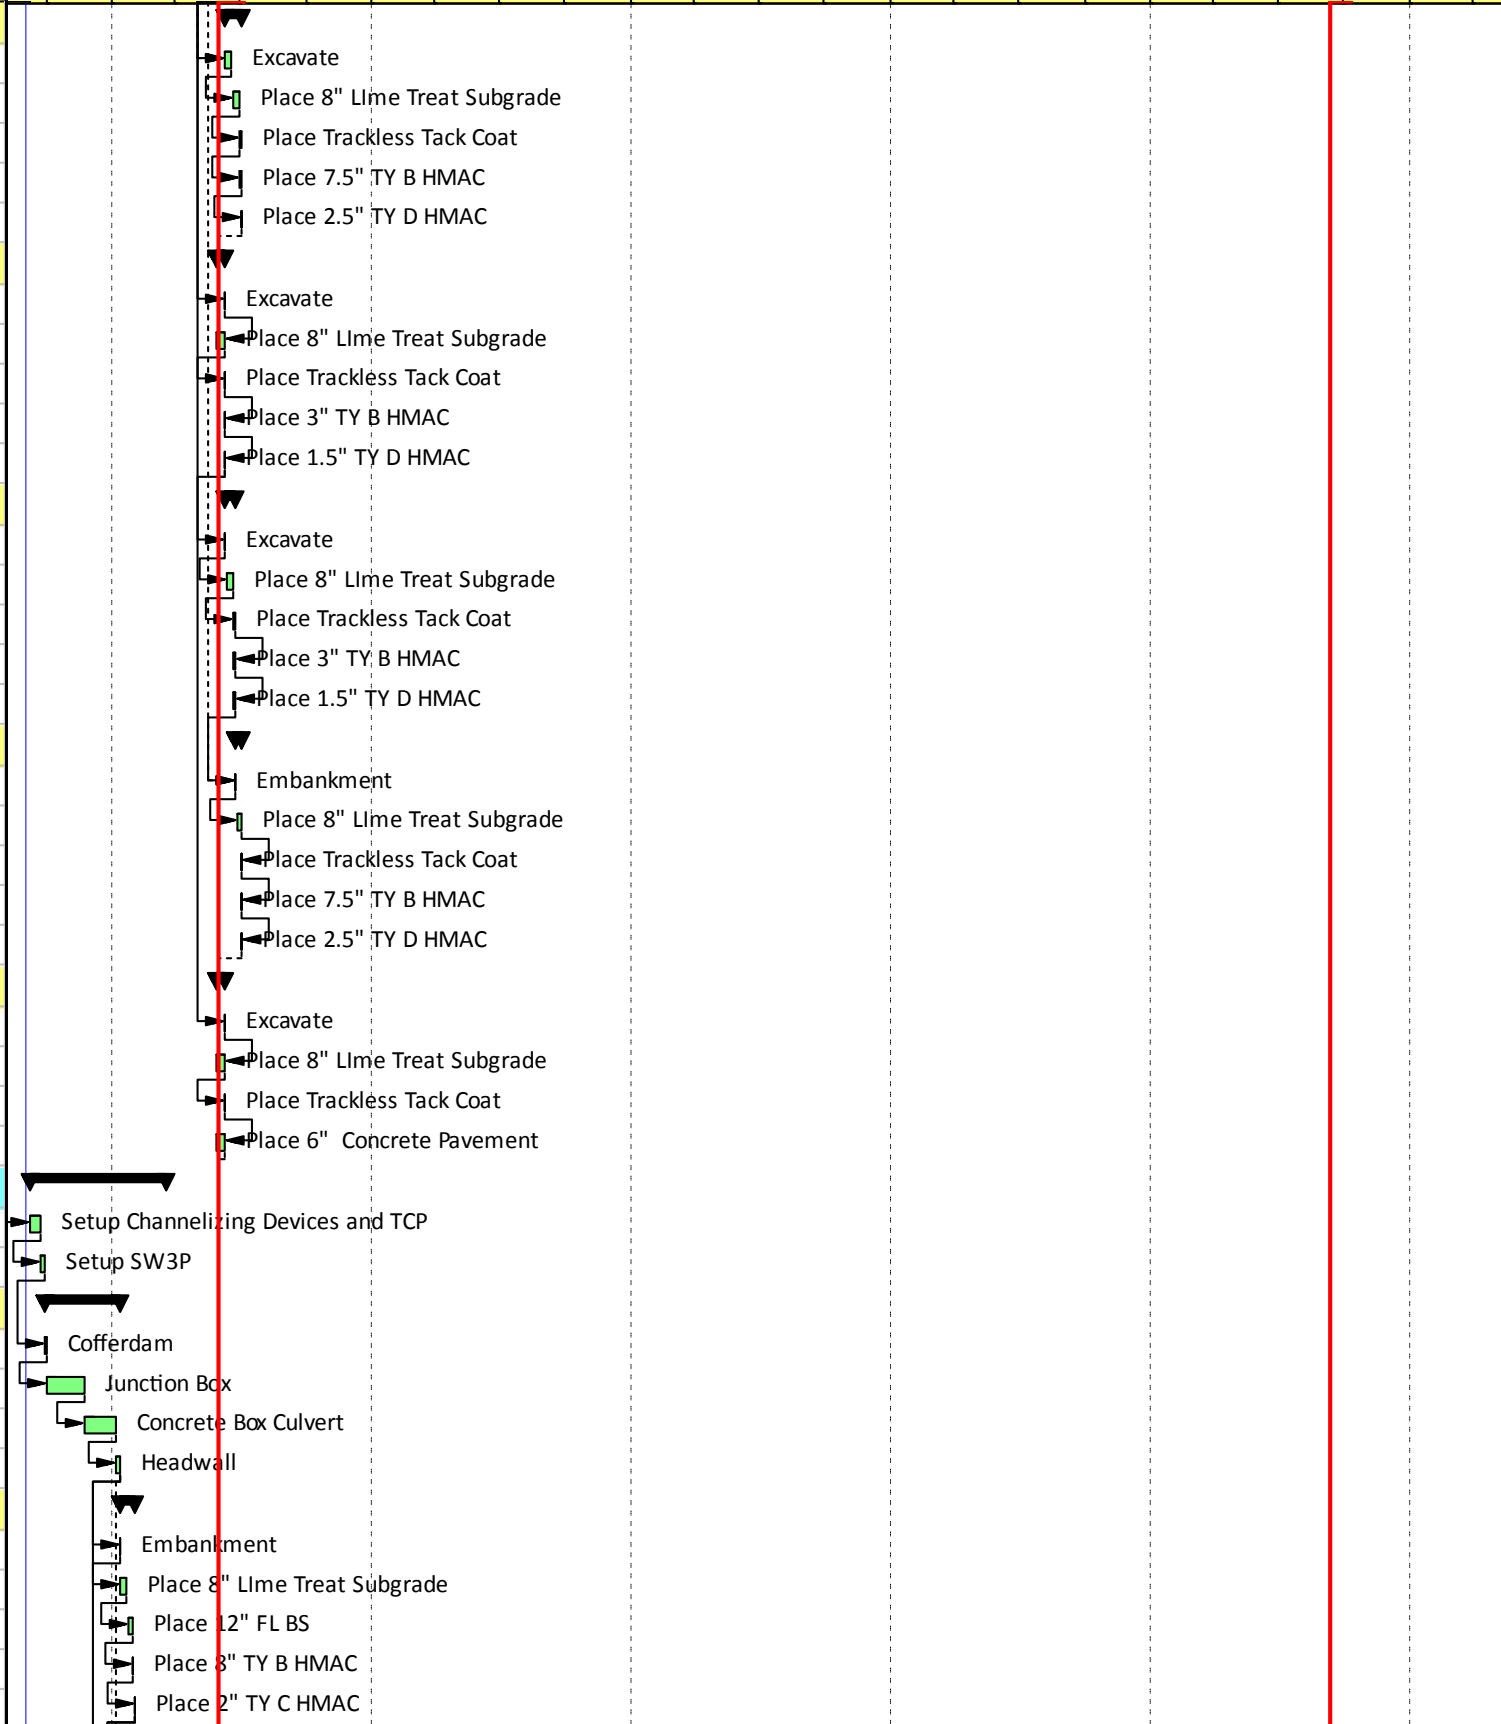 Excavate
Place 8" LIme Treat Subgrade
Place Trackless Tack Coat
Place 7.5" TY B HMAC
Place 2.5" TY D HMAC
Excavate
Place 8" LIme Treat Subgrade
Place Trackless Tack Coat
Place 3" TY B HMAC
Place 1.5" TY D HMAC
Excavate
Place 8" LIme Treat Subgrade
Place Trackless Tack Coat
Place 3" TY B HMAC
Place 1.5" TY D HMAC
Embankment
Place 8" LIme Treat Subgrade
Place Trackless Tack Coat
Place 7.5" TY B HMAC
Place 2.5" TY D HMAC
Excavate
Place 8" LIme Treat Subgrade
Place Trackless Tack Coat
Place 6"  Concrete Pavement
Setup Channelizing Devices and TCP
Setup SW3P
Cofferdam
Junction Box
Concrete Box Culvert
Headwall
Embankment
Place 8" LIme Treat Subgrade
Place 12" FL BS
Place 8" TY B HMAC
Place 2" TY C HMAC